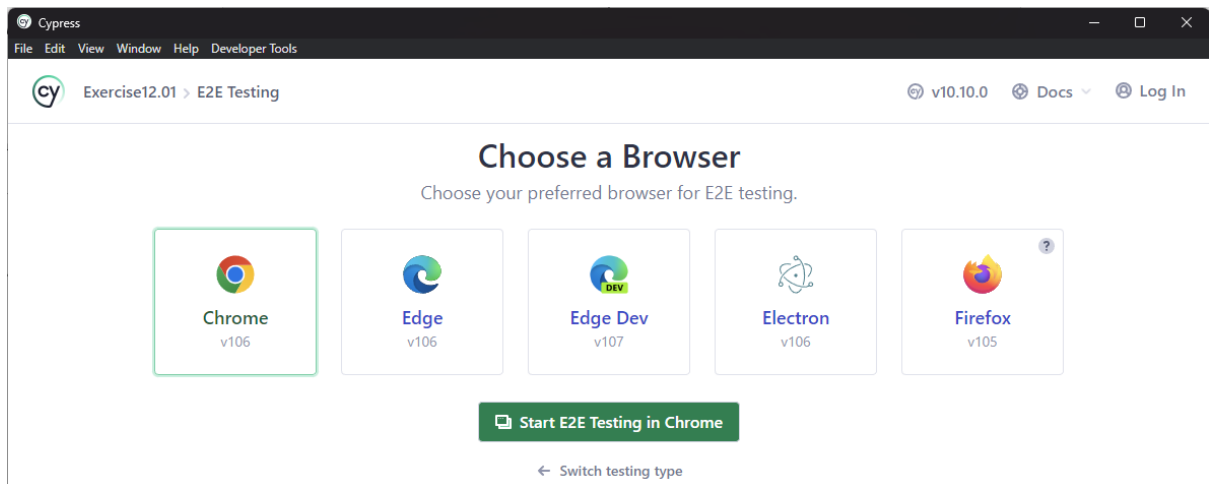 Cypress
File Edit View Window Help Developer Tools
cy Exercise12.01 > E2E Testing cy v10.10.0 Docs Log In
Choose a Browser
Choose your preferred browser for E2E testing.
?
DEV
Chrome Edge Edge Dev Electron Firefox
v106 v106 v107 v106 v105
Start E2E Testing in Chrome
← Switch testing type